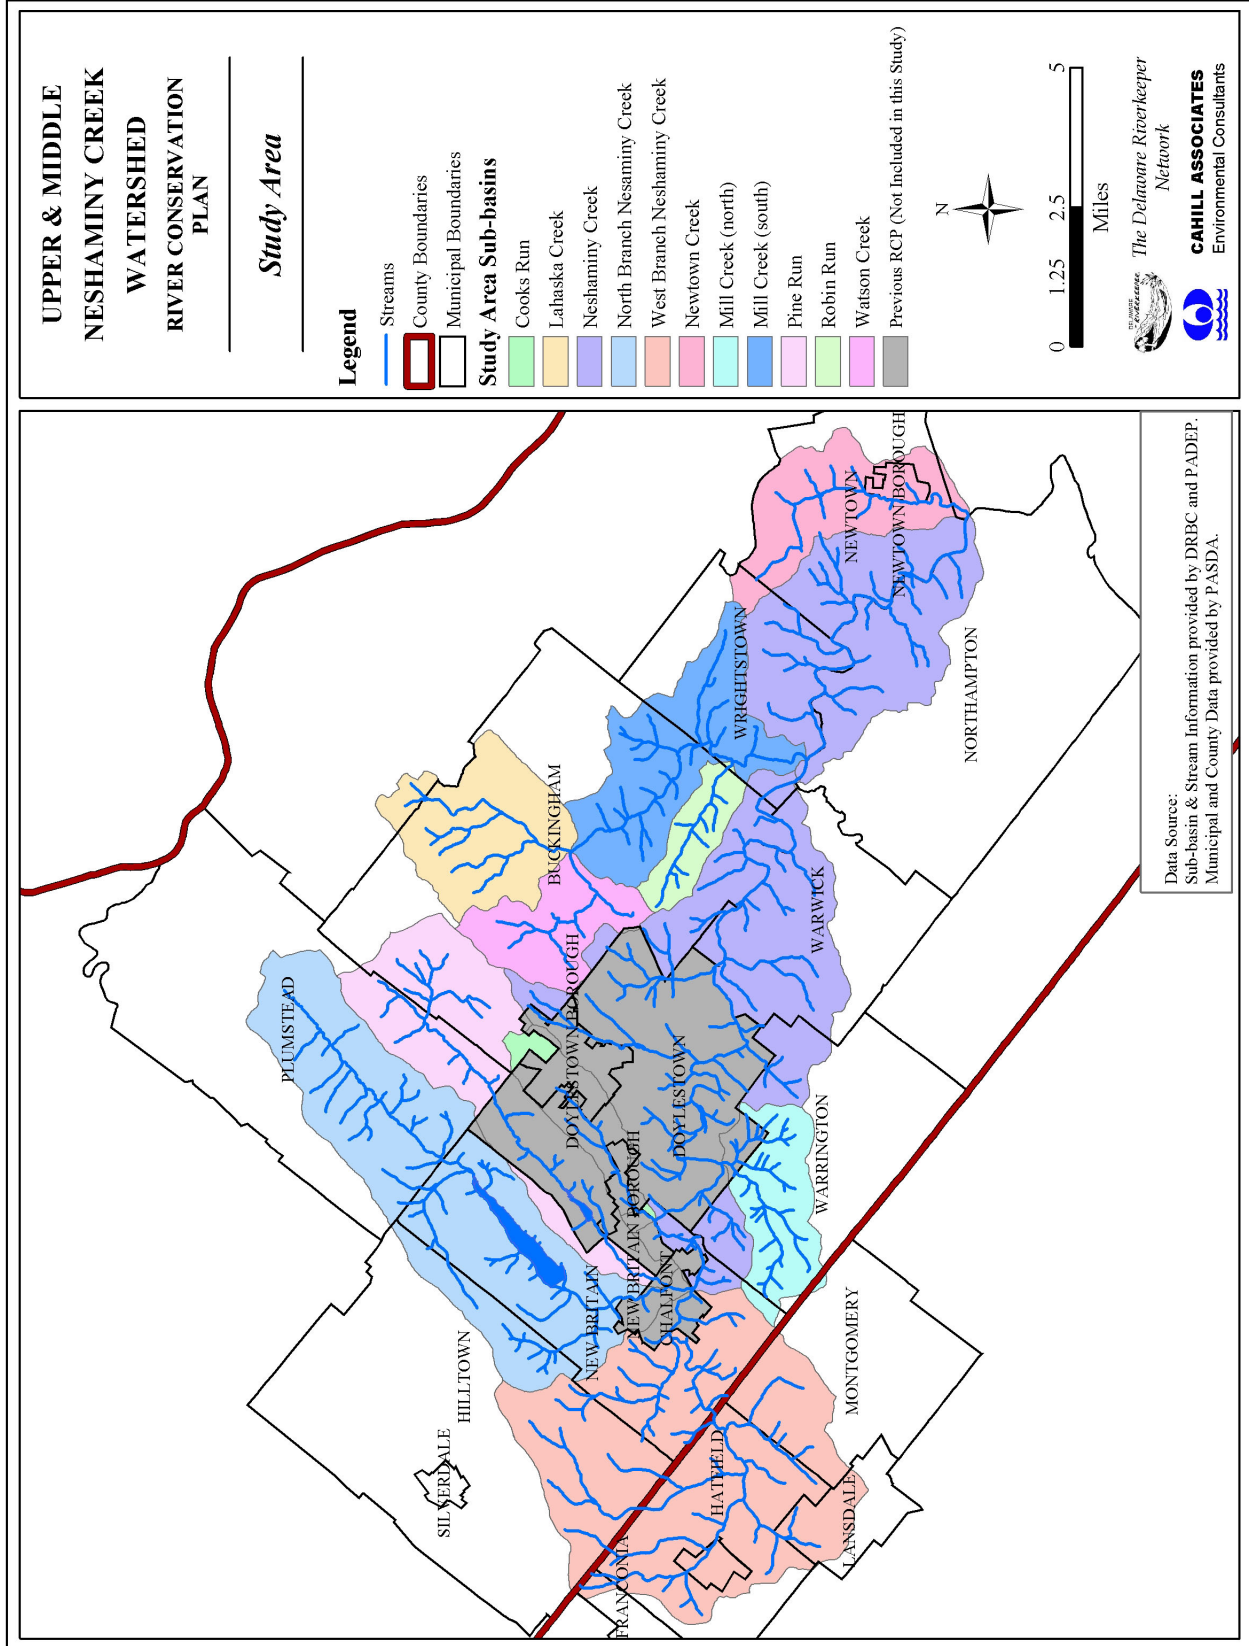 UPPER & MIDDLE
NESHAMINY CREEK
WATERSHED
RIVER CONSERVATION
PLAN
Study Area
Legend
Streams
County Boundaries
Municipal Boundaries
Study Area Sub-basins
Cooks Run
Lahaska Creek
Neshaminy Creek
North Branch Nesaminy Creek
West Branch Neshaminy Creek
Newtown Creek
Mill Creek (north)
Mill Creek (south)
Pine Run
Robin Run
Watson Creek
Previous RCP (Not Included in this Study)
N
0 1.25 2.5 5
Miles
DELAWARE
RIVERKEEPER
The Delaware Riverkeeper
Network
CAHILL ASSOCIATES
Environmental Consultants
PLUMSTEAD
BUCKINGHAM
HILLTOWN
SILVERDALE
DOYLESTOWN BOROUGH
NEW BRITAIN
NEW BRITAIN BOROUGH
CHALFONT
DOYLESTOWN
FRANCONIA
HATFIELD
LANSDALE
MONTGOMERY
WARRINGTON
WARWICK
WRIGHTSTOWN
NEWTOWN
NEWTOWN BOROUGH
NORTHAMPTON
Data Source:
Sub-basin & Stream Information provided by DRBC and PADEP.
Municipal and County Data provided by PASDA.